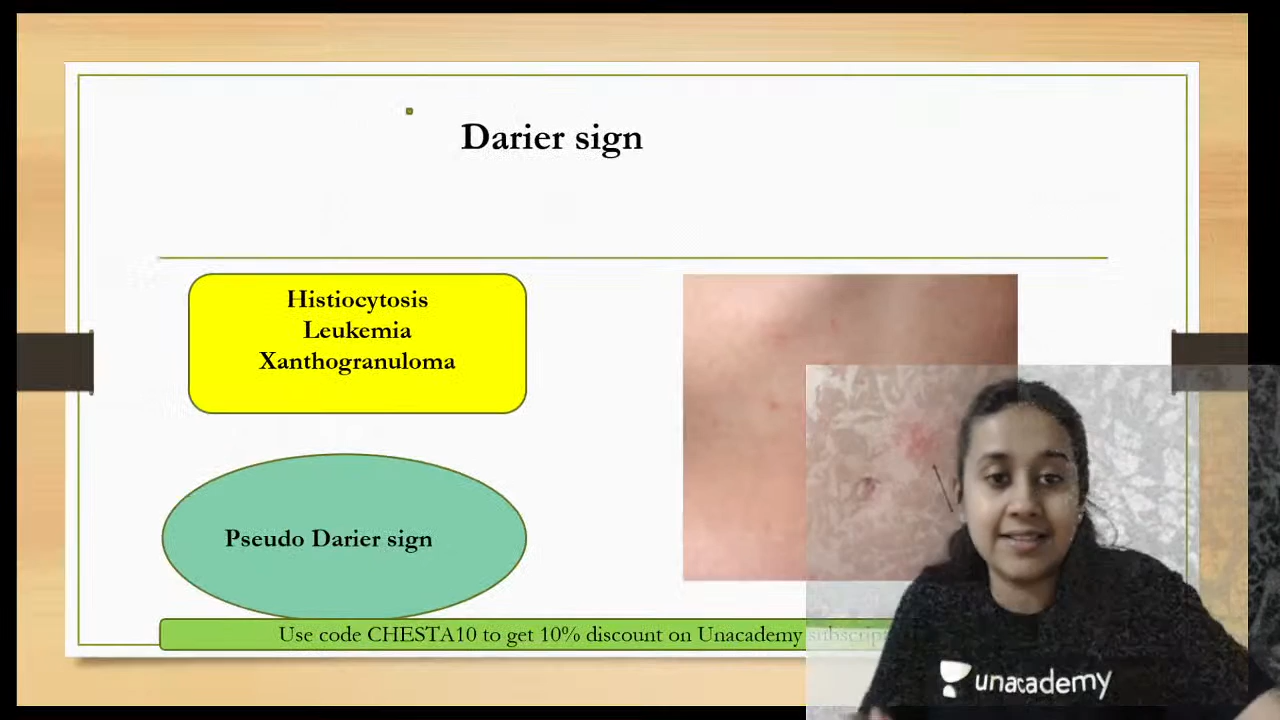 Darier sign
Histiocytosis
Leukemia
Xanthogranuloma
Pseudo Darier sign
Use code CHESTA10 to get 10% discount on Unacademy
unacademy